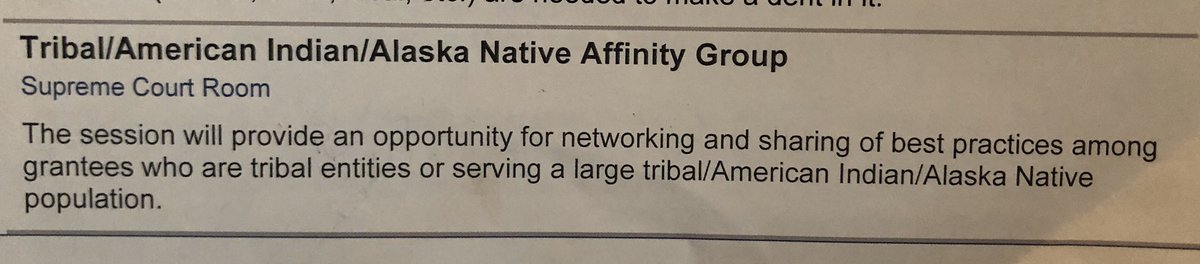 are needed to make a dent in it.
Tribal/American Indian/Alaska Native Affinity Group
Supreme Court Room
The session will provide an opportunity for networking and sharing of best practices among
grantees who are tribal entities or serving a large tribal/American Indian/Alaska Native
population.